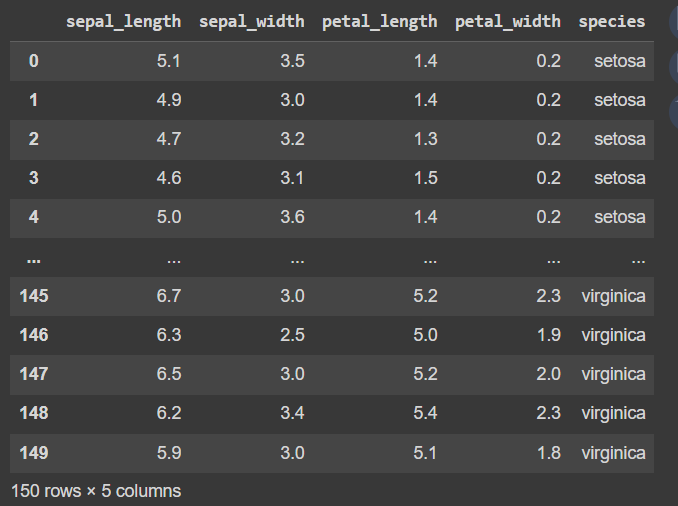 sepal_length sepal_width petal_length petal_width species
0 5.1 3.5 1.4 0.2 setosa
1 4.9 3.0 1.4 0.2 setosa
2 4.7 3.2 1.3 0.2 setosa
3 4.6 3.1 1.5 0.2 setosa
4 5.0 3.6 1.4 0.2 setosa
... ... ... ... ... ...
145 6.7 3.0 5.2 2.3 virginica
146 6.3 2.5 5.0 1.9 virginica
147 6.5 3.0 5.2 2.0 virginica
148 6.2 3.4 5.4 2.3 virginica
149 5.9 3.0 5.1 1.8 virginica
150 rows × 5 columns